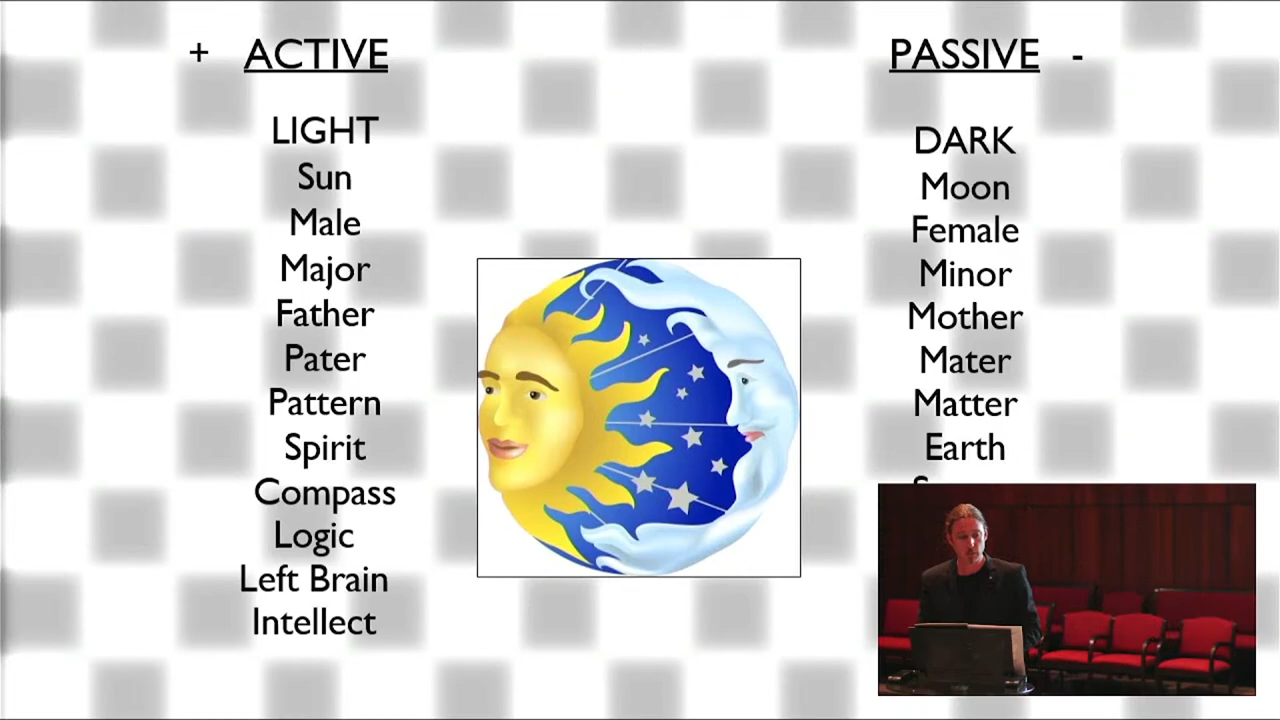 + ACTIVE
LIGHT
Sun
Male
Major
Father
Pater
Pattern
Spirit
Compass
Logic
Left Brain
Intellect
PASSIVE -
DARK
Moon
Female
Minor
Mother
Mater
Matter
Earth